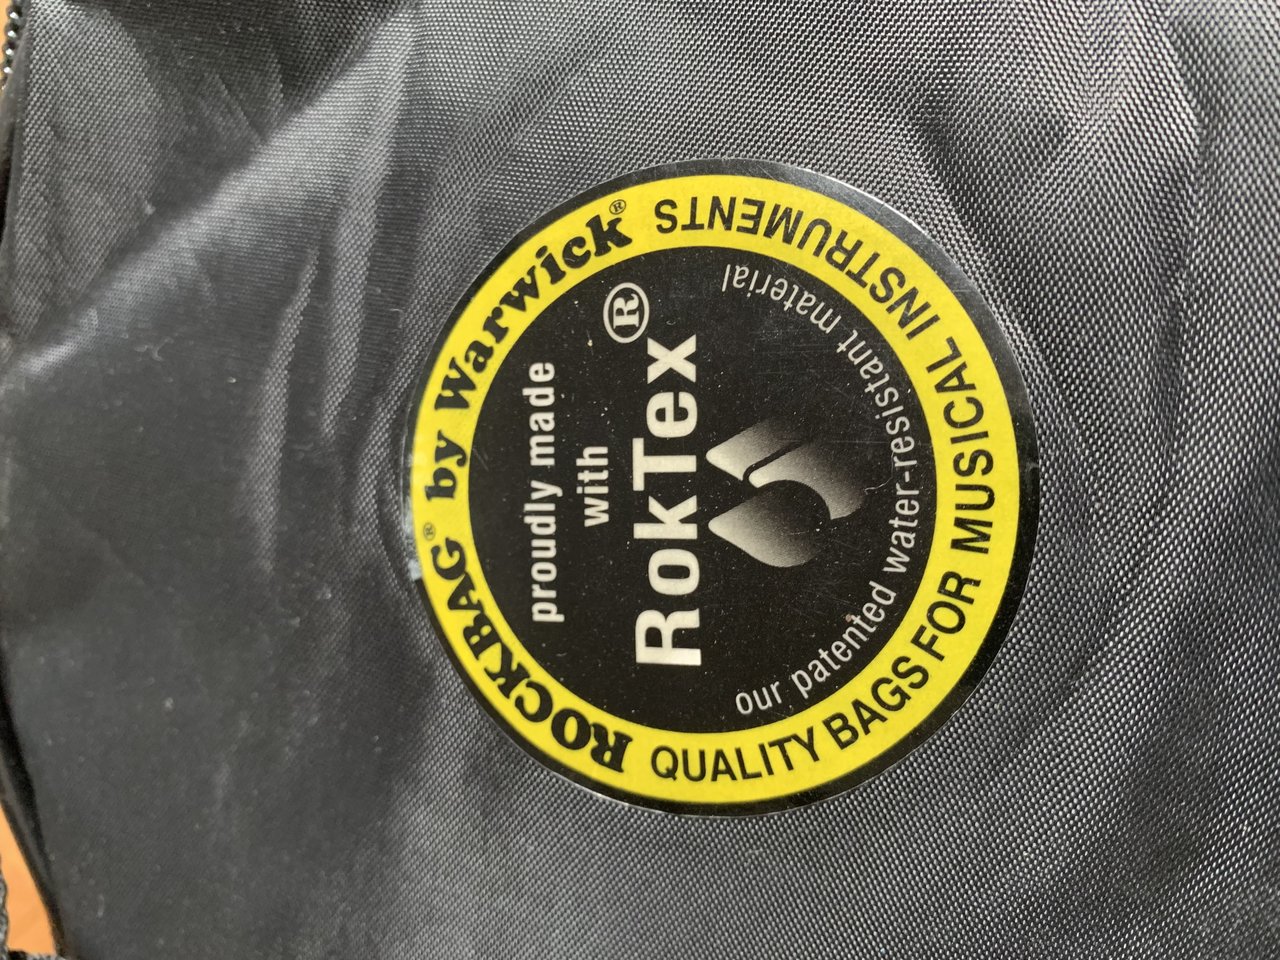 ROCKBAG® by Warwick®
proudly made
with
RokTex®
our patented water-resistant material
QUALITY BAGS FOR MUSICAL INSTRUMENTS